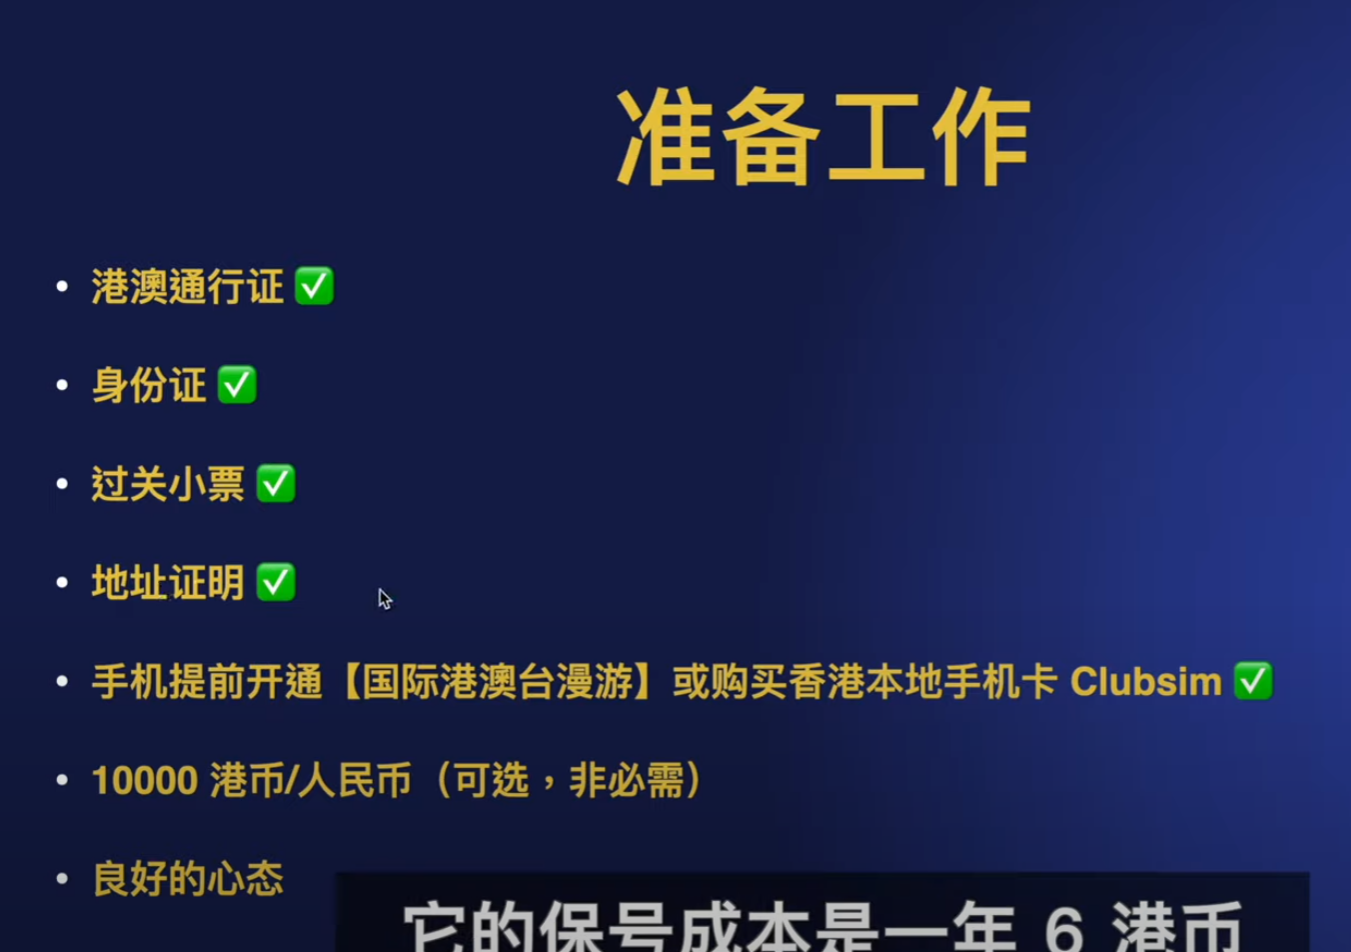 准备工作
• 港澳通行证 ✅
• 身份证 ✅
• 过关小票 ✅
• 地址证明 ✅
• 手机提前开通【国际港澳台漫游】或购买香港本地手机卡 Clubsim ✅
• 10000 港币/人民币（可选，非必需）
• 良好的心态
它的保号成本是一年 6 港币